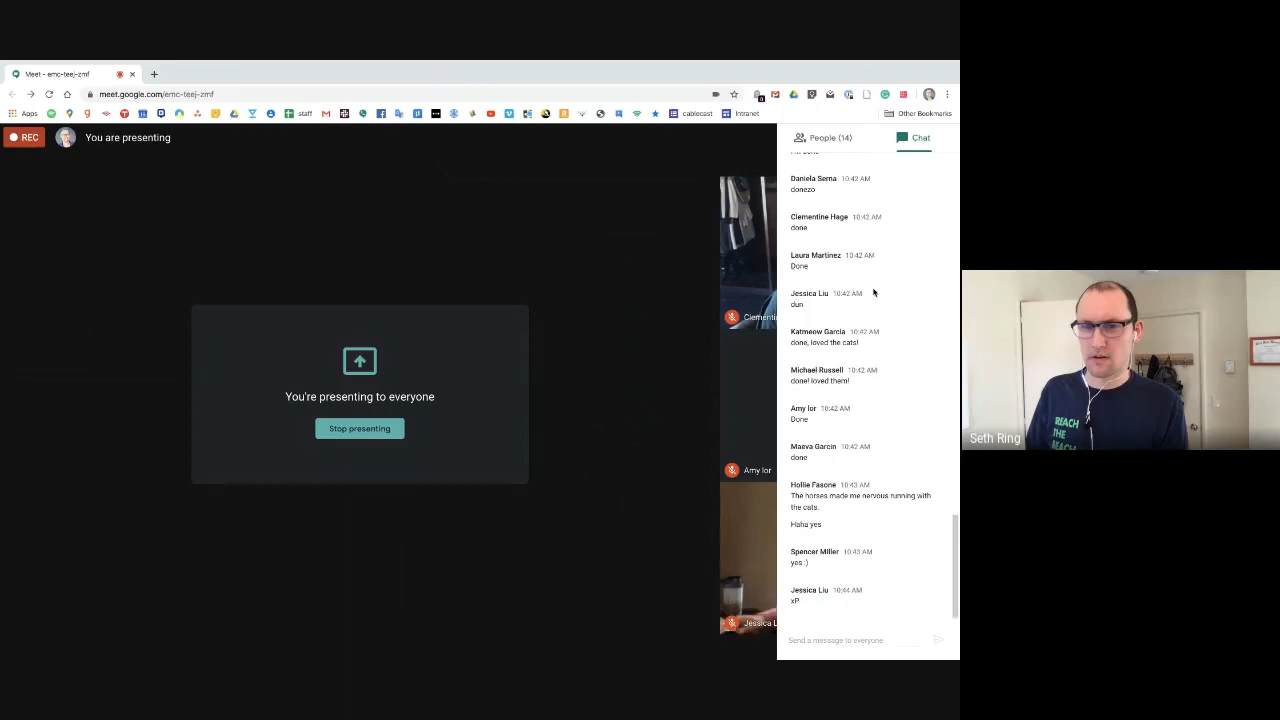 Meet - emc-teej-zmf
meet.google.com/emc-teej-zmf
Apps
staff
cablecast
Intranet
Other Bookmarks
REC
You are presenting
People (14)
Chat
Daniela Serna 10:42 AM
donezo
Clementine Hage 10:42 AM
done
Laura Martinez 10:42 AM
Done
Jessica Liu 10:42 AM
dun
Katmeow Garcia 10:42 AM
done, loved the cats!
Michael Russell 10:42 AM
done! loved them!
Amy lor 10:42 AM
Done
Maeva Garcin 10:42 AM
done
Hollie Fasone 10:43 AM
The horses made me nervous running with
the cats.
Haha yes
Spencer Miller 10:43 AM
yes :)
Jessica Liu 10:44 AM
xP
Send a message to everyone
You're presenting to everyone
Stop presenting
Clementi
Amy lor
Jessica L
Seth Ring
REACH
THE
BEACH